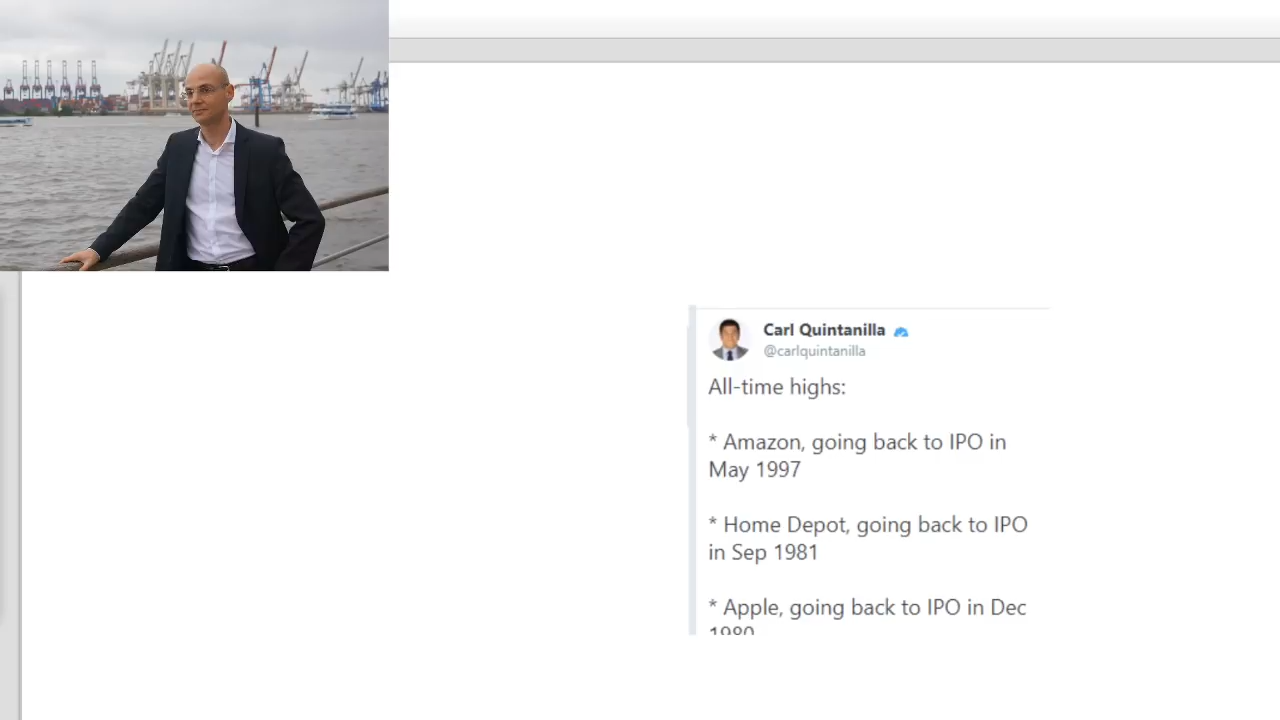 Carl Quintanilla
@carlquintanilla
All-time highs:
* Amazon, going back to IPO in
May 1997
* Home Depot, going back to IPO
in Sep 1981
* Apple, going back to IPO in Dec
1980